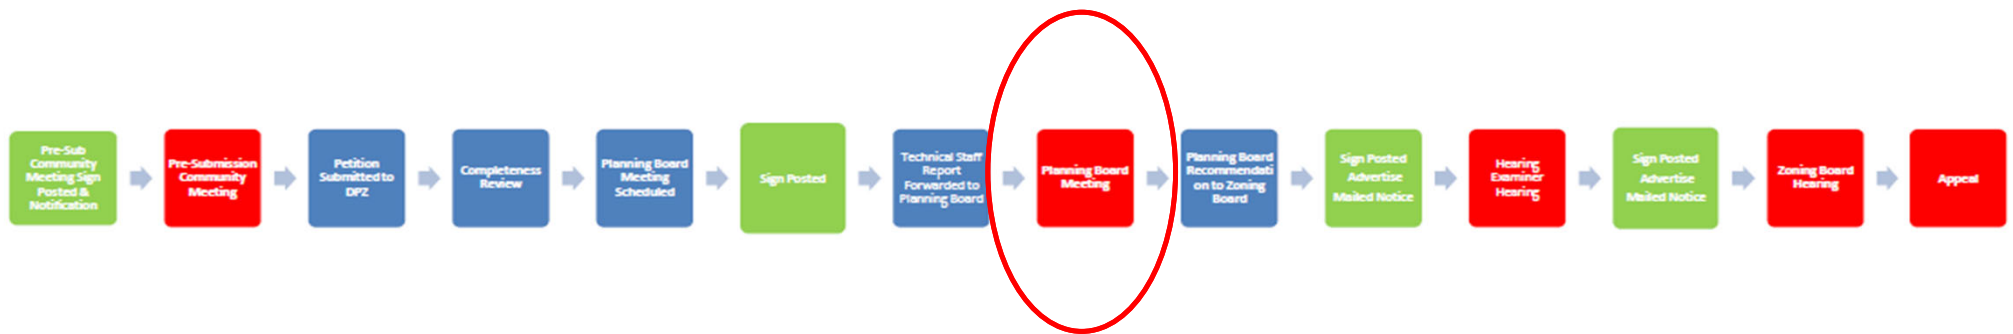 Pre-Sub
Community
Meeting Sign
Posted &
Notification
Pre-Submission
Community
Meeting
Petition
Submitted to
DPZ
Completeness
Review
Planning Board
Meeting
Scheduled
Sign Posted
Technical Staff
Report
Forwarded to
Planning Board
Planning Board
Meeting
Planning Board
Recommendati
on to Zoning
Board
Sign Posted
Advertise
Mailed Notice
Hearing
Examiner
Hearing
Sign Posted
Advertise
Mailed Notice
Zoning Board
Hearing
Appeal